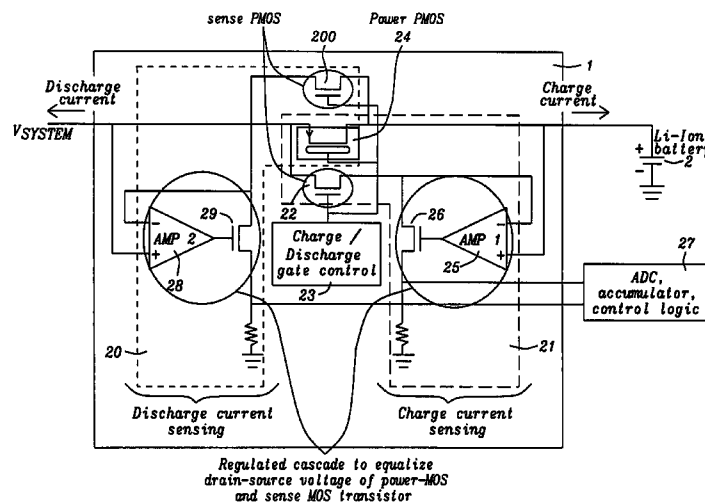 sense PMOS
200
Power PMOS
24
1
Discharge
current
Charge
current
VSYSTEM
Li-Ion
battery
+
2
-
22
29
-
AMP 2
+
28
26
-
AMP 1
+
25
27
Charge /
Discharge
gate control
23
ADC,
accumulator,
control logic
20
21
Discharge current
sensing
Charge current
sensing
Regulated cascade to equalize
drain-source voltage of power-MOS
and sense MOS transistor